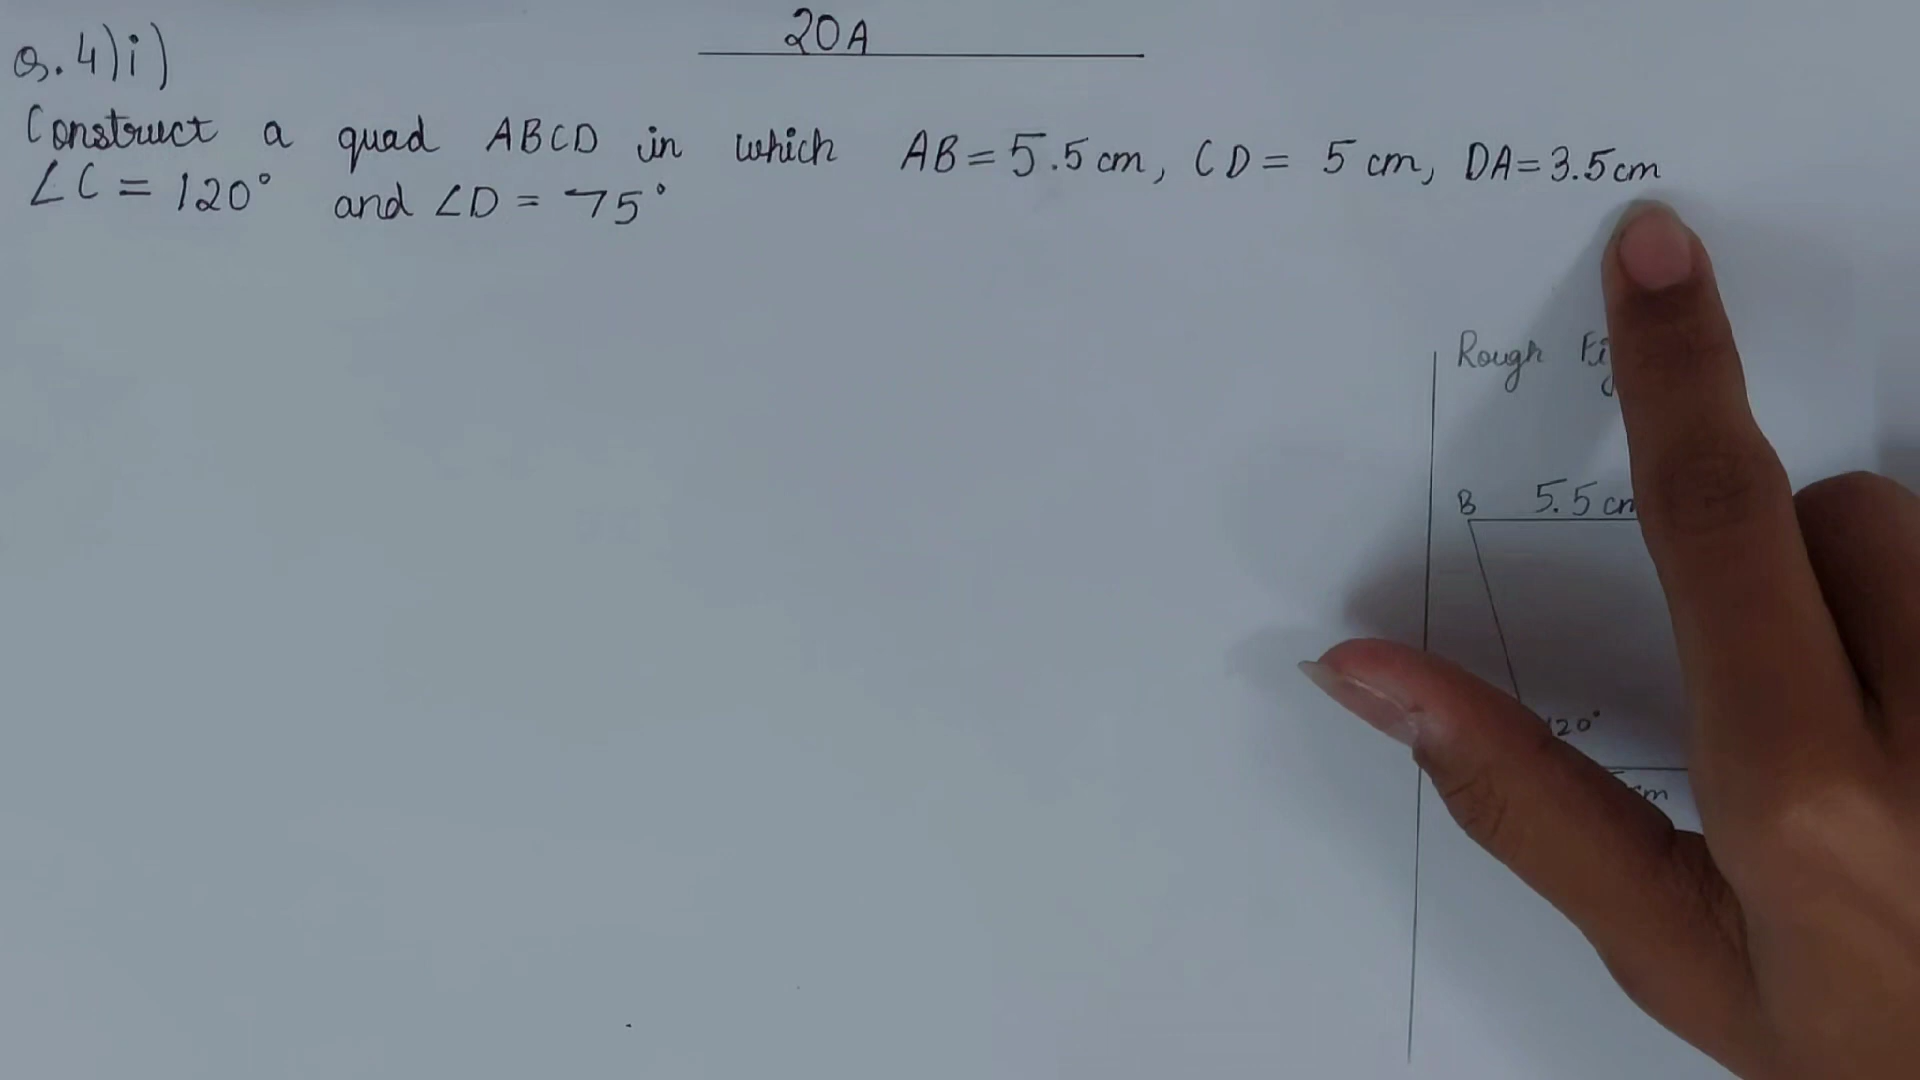 20A
Q.4)i)
Construct a quad ABCD in which AB = 5.5 cm, CD = 5 cm, DA = 3.5 cm
∠C = 120° and ∠D = 75°
Rough
B 5.5 cm
120°